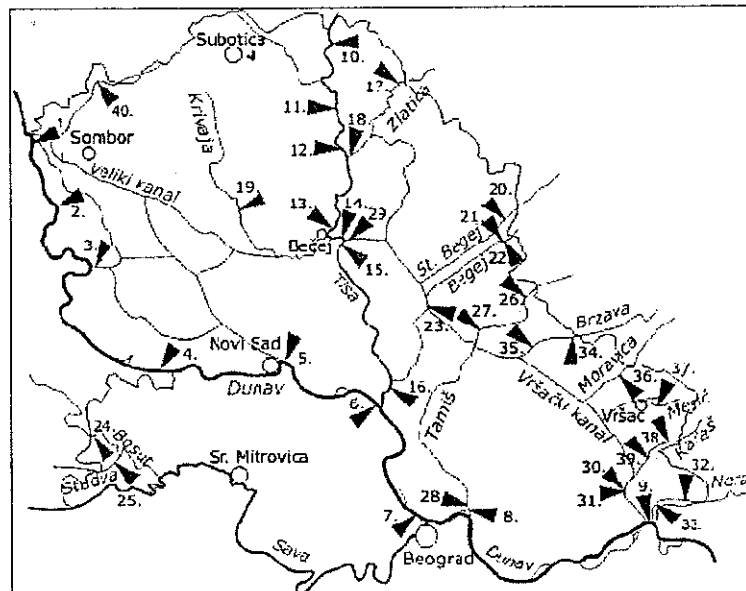 Subotica
10.
17.
40.
11.
18.
Zlatica
1.
Krivaja
12.
Sombor
Veliki kanal
2.
19
13.
14.
29
20.
21.
Bečej
St. Begej
Begej
22.
3.
15.
Tisa
26.
23.
27.
Brzava
Novi Sad
4.
5.
35.
34.
Moravica
Dunav
16.
36.
37.
6.
Vršački kanal
Vršac
Tamiš
24.
Bosut
38.
Karaš
39.
Sr. Mitrovica
30.
32.
Studva
25.
31.
9.
Nera
28.
8.
7.
33.
Sava
Beograd
Dunav